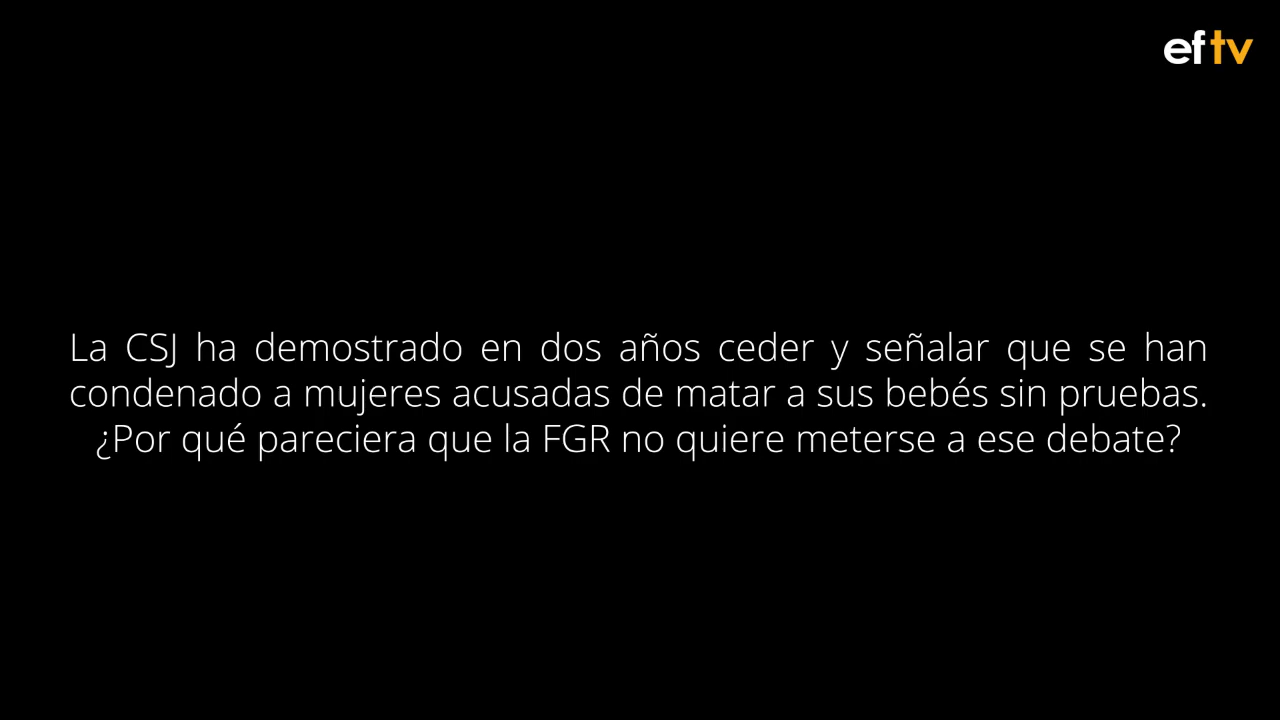 eftv
La CSJ ha demostrado en dos años ceder y señalar que se han
condenado a mujeres acusadas de matar a sus bebés sin pruebas.
¿Por qué pareciera que la FGR no quiere meterse a ese debate?